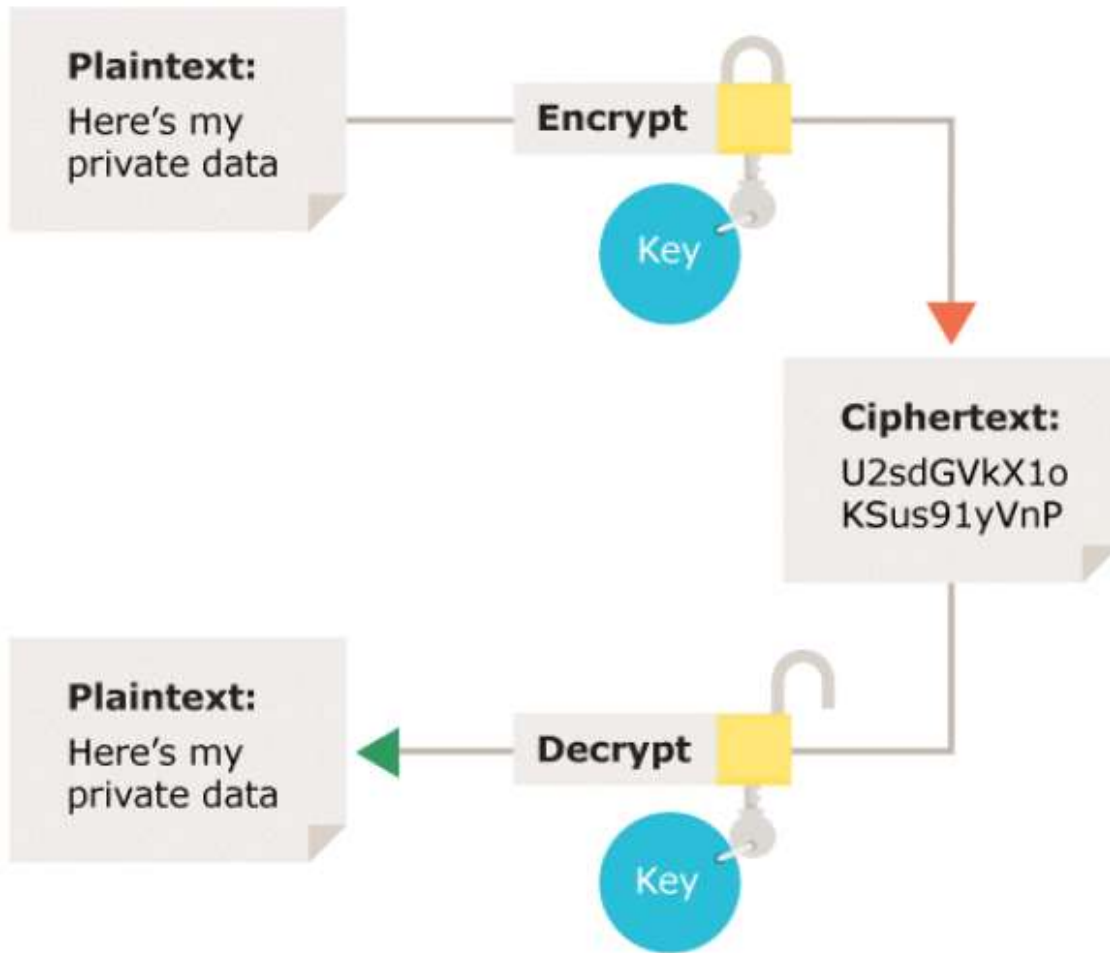 Plaintext:
Here’s my
private data
Encrypt
Key
Ciphertext:
U2sdGVkX1o
KSus91yVnP
Plaintext:
Here’s my
private data
Decrypt
Key